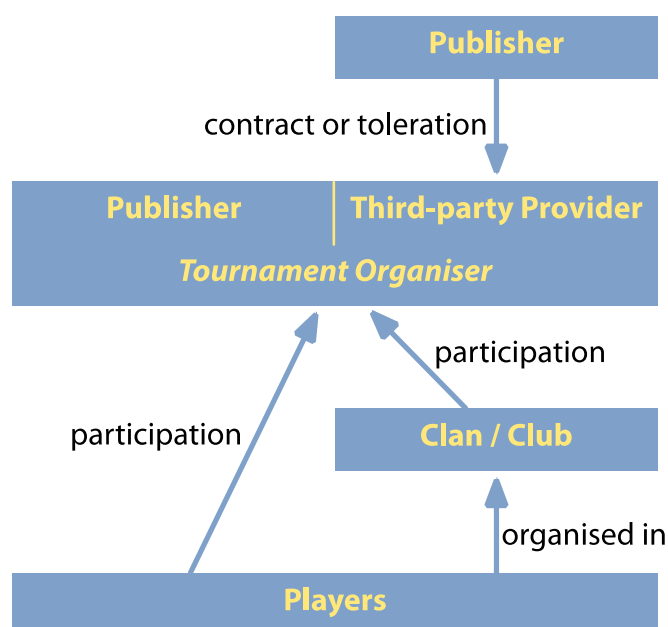 Publisher
contract or toleration
Publisher
Third-party Provider
Tournament Organiser
participation
participation
Clan / Club
organised in
Players